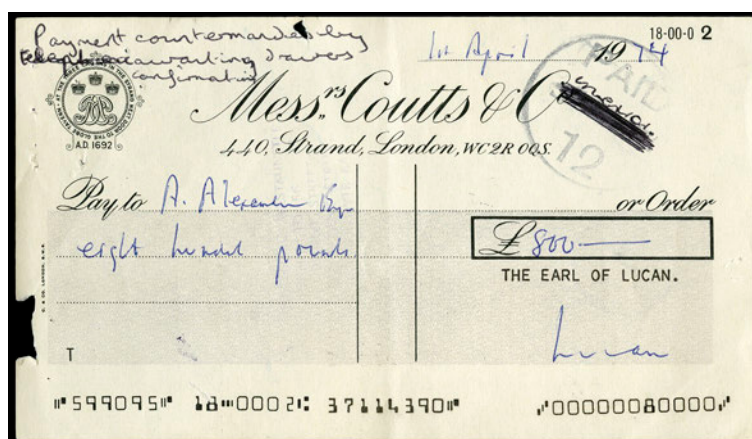 Payment countermanded by
telephone awaiting drawers
confirmation
18-00-0 2
1st April 1974
PAID
12
A.D. 1692
Messrs Coutts & Co
440, Strand, London, WC2R 0QS.
Pay to A. Alexander Esq or Order
eight hundred pounds £ 800 —
THE EARL OF LUCAN.
T Lucan
⑈599095⑈ 18⑉0002⑆ 37114390⑈ ⑇0000080000⑇